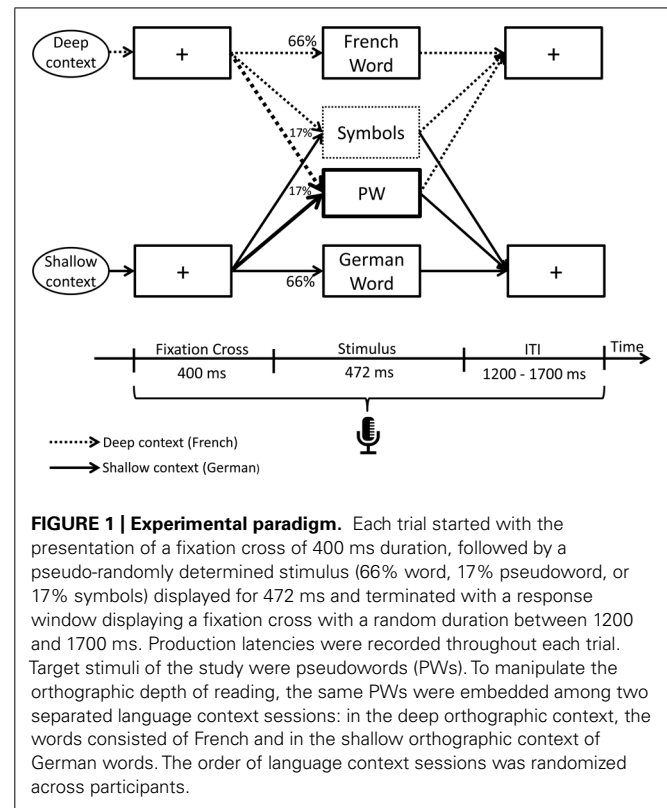 Deep
context
+
66%
French
Word
+
17%
Symbols
17%
PW
Shallow
context
+
66%
German
Word
+
Fixation Cross
Stimulus
ITI
Time
400 ms
472 ms
1200 - 1700 ms
Deep context (French)
Shallow context (German)
FIGURE 1 | Experimental paradigm. Each trial started with the
presentation of a fixation cross of 400 ms duration, followed by a
pseudo-randomly determined stimulus (66% word, 17% pseudoword, or
17% symbols) displayed for 472 ms and terminated with a response
window displaying a fixation cross with a random duration between 1200
and 1700 ms. Production latencies were recorded throughout each trial.
Target stimuli of the study were pseudowords (PWs). To manipulate the
orthographic depth of reading, the same PWs were embedded among two
separated language context sessions: in the deep orthographic context, the
words consisted of French and in the shallow orthographic context of
German words. The order of language context sessions was randomized
across participants.